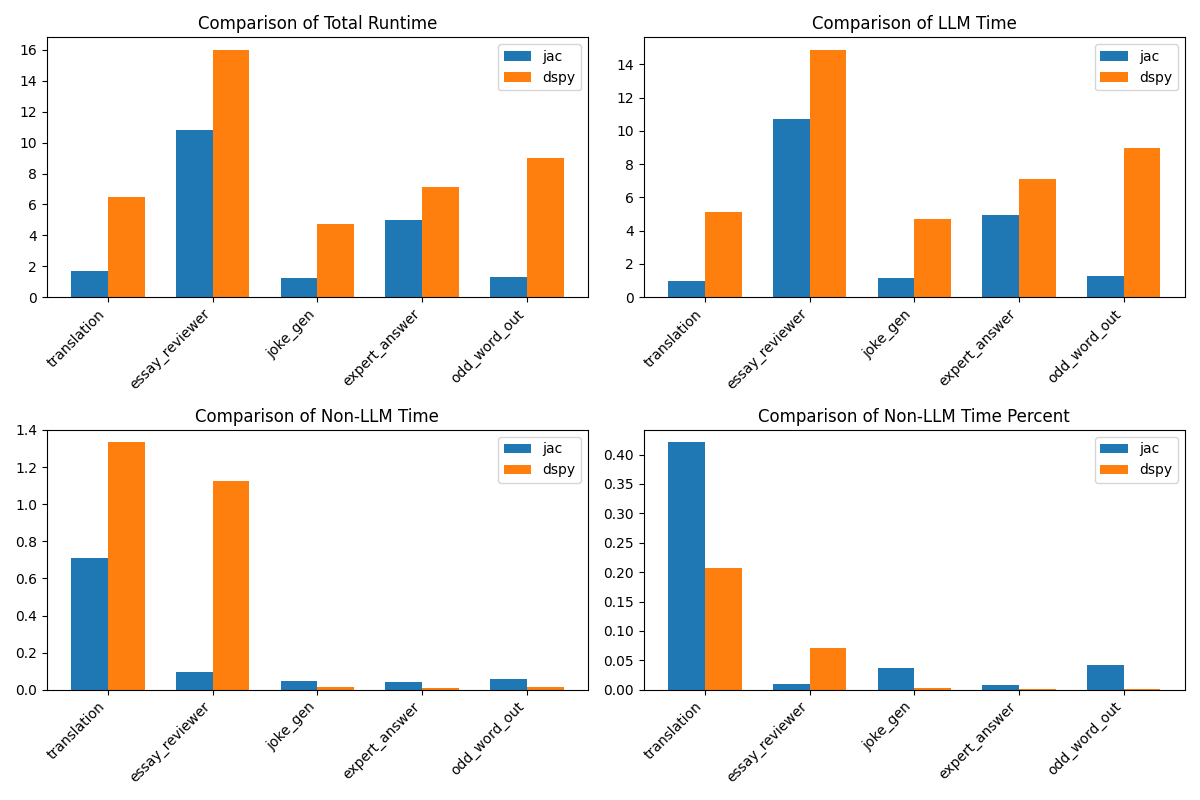 Comparison of Total Runtime
16
14
12
10
8
6
4
2
0
jac
dspy
translation
essay_reviewer
joke_gen
expert_answer
odd_word_out
Comparison of LLM Time
14
12
10
8
6
4
2
0
jac
dspy
translation
essay_reviewer
joke_gen
expert_answer
odd_word_out
Comparison of Non-LLM Time
1.4
1.2
1.0
0.8
0.6
0.4
0.2
0.0
jac
dspy
translation
essay_reviewer
joke_gen
expert_answer
odd_word_out
Comparison of Non-LLM Time Percent
0.40
0.35
0.30
0.25
0.20
0.15
0.10
0.05
0.00
jac
dspy
translation
essay_reviewer
joke_gen
expert_answer
odd_word_out